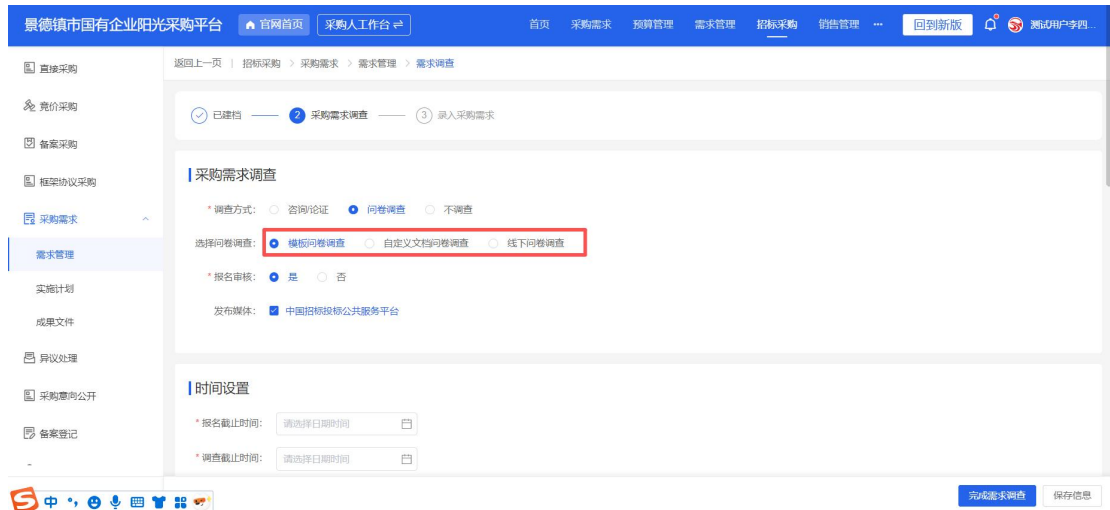 景德镇市国有企业阳光采购平台 官网首页 采购人工作台 首页 采购需求 预算管理 需求管理 招标采购 销售管理 ... 回到新版 测试用户李四...
直接采购
竞价采购
备案采购
框架协议采购
采购需求
需求管理
实施计划
成果文件
异议处理
采购意向公开
备案登记
返回上一页 | 招标采购 > 采购需求 > 需求管理 > 需求调查
已建档 2 采购需求调查 3 录入采购需求
采购需求调查
*调查方式: 咨询/论证 问卷调查 不调查
选择问卷调查: 模板问卷调查 自定义文档问卷调查 线下问卷调查
*报名审核: 是 否
发布媒体: 中国招标投标公共服务平台
时间设置
*报名截止时间: 请选择日期时间
*调查截止时间: 请选择日期时间
完成需求调查 保存信息
中